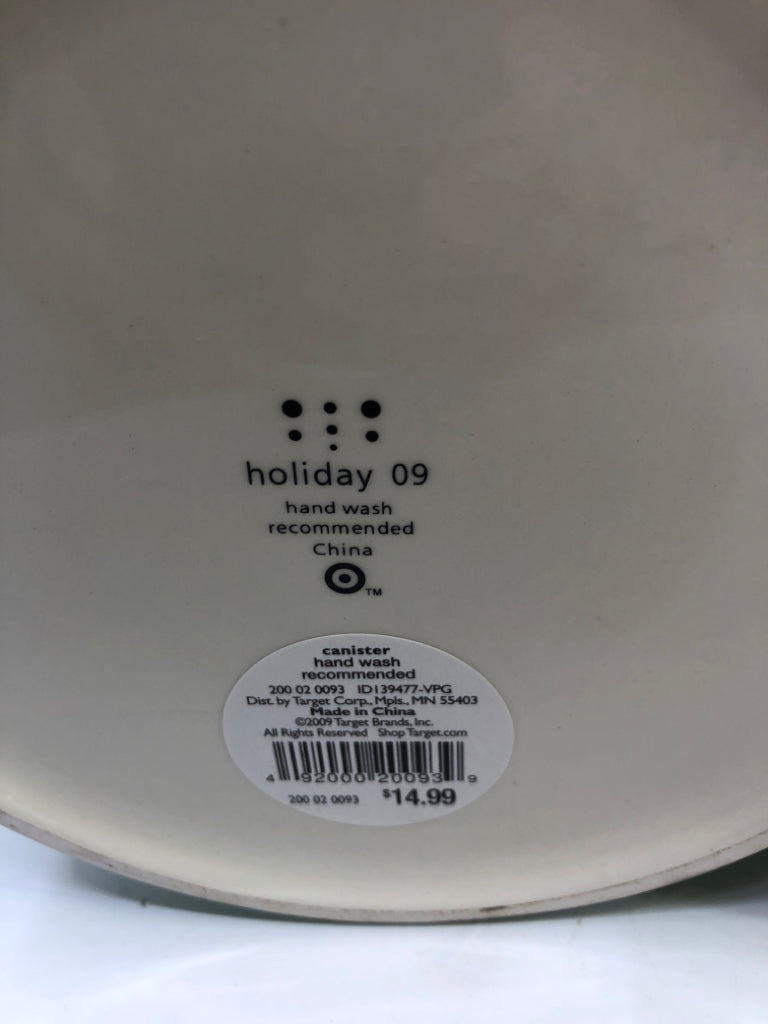 holiday 09
hand wash
recommended
China
TM
canister
hand wash
recommended
200 02 0093 ID139477-VPG
Dist. by Target Corp., Mpls., MN 55403
Made in China
©2009 Target Brands, Inc.
All Rights Reserved Shop Target.com
4 92000 20093 9
200 02 0093 $14.99